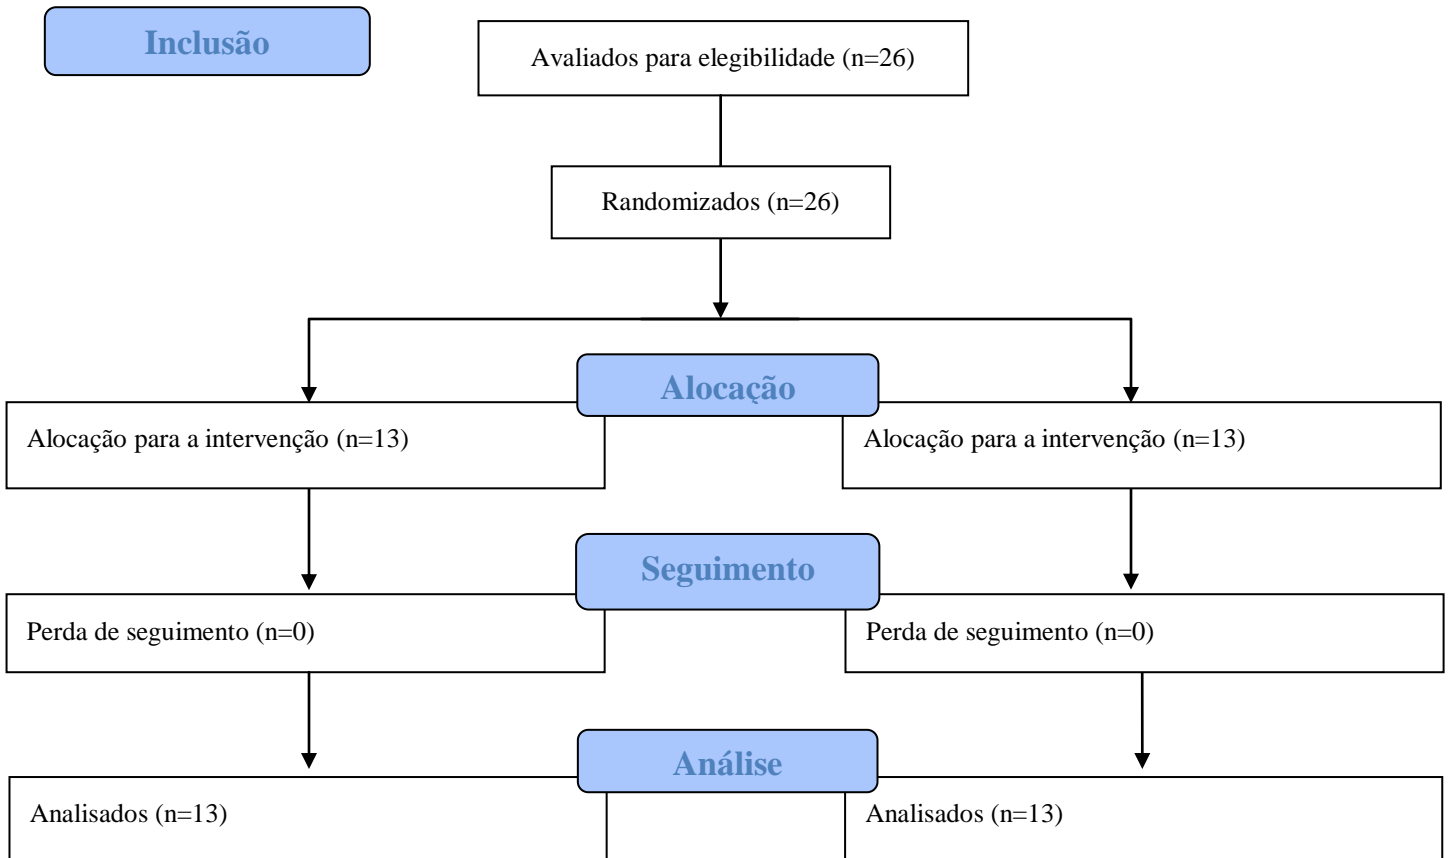 Inclusão
Avaliados para elegibilidade (n=26)
Randomizados (n=26)
Alocação
Alocação para a intervenção (n=13)
Alocação para a intervenção (n=13)
Seguimento
Perda de seguimento (n=0)
Perda de seguimento (n=0)
Análise
Analisados (n=13)
Analisados (n=13)